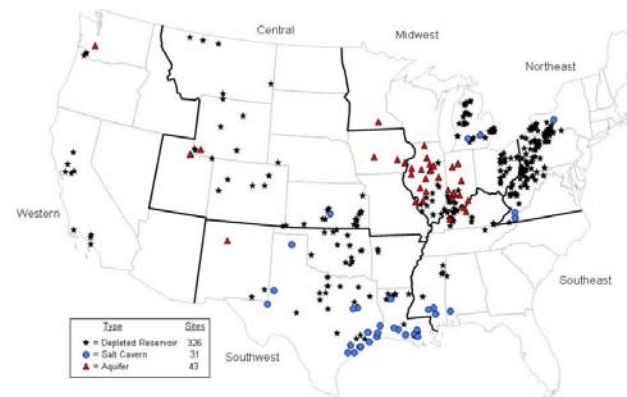 Central
Midwest
Northeast
Western
Southeast
Southwest
Type Sites
= Depleted Reservoir 326
= Salt Cavern 31
= Aquifer 43